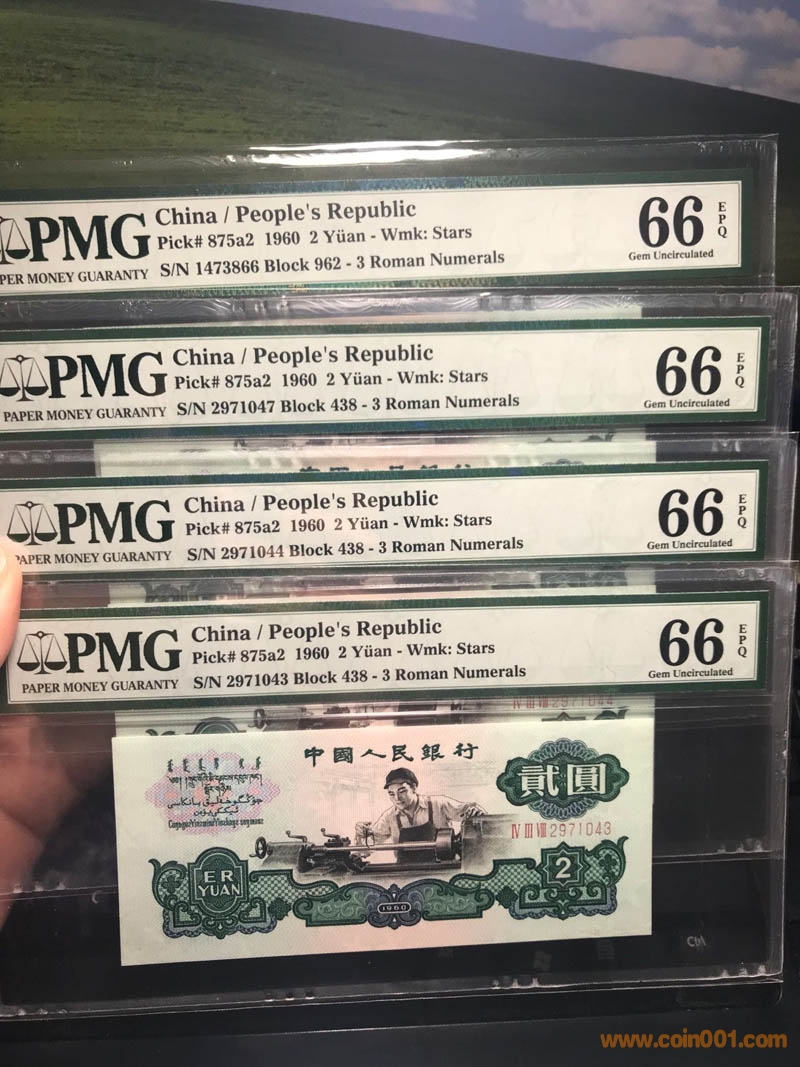 PMG
PER MONEY GUARANTY
China / People's Republic
Pick# 875a2 1960 2 Yüan - Wmk: Stars
S/N 1473866 Block 962 - 3 Roman Numerals
66
EPQ
Gem Uncirculated
PMG
PAPER MONEY GUARANTY
China / People's Republic
Pick# 875a2 1960 2 Yüan - Wmk: Stars
S/N 2971047 Block 438 - 3 Roman Numerals
66
EPQ
Gem Uncirculated
PMG
PAPER MONEY GUARANTY
China / People's Republic
Pick# 875a2 1960 2 Yüan - Wmk: Stars
S/N 2971044 Block 438 - 3 Roman Numerals
66
EPQ
Gem Uncirculated
PMG
PAPER MONEY GUARANTY
China / People's Republic
Pick# 875a2 1960 2 Yüan - Wmk: Stars
S/N 2971043 Block 438 - 3 Roman Numerals
66
EPQ
Gem Uncirculated
IV III VIII 2971044
中國人民銀行
貳圓
IV III VIII 2971043
ER
YUAN
2
1960
www.coin001.com